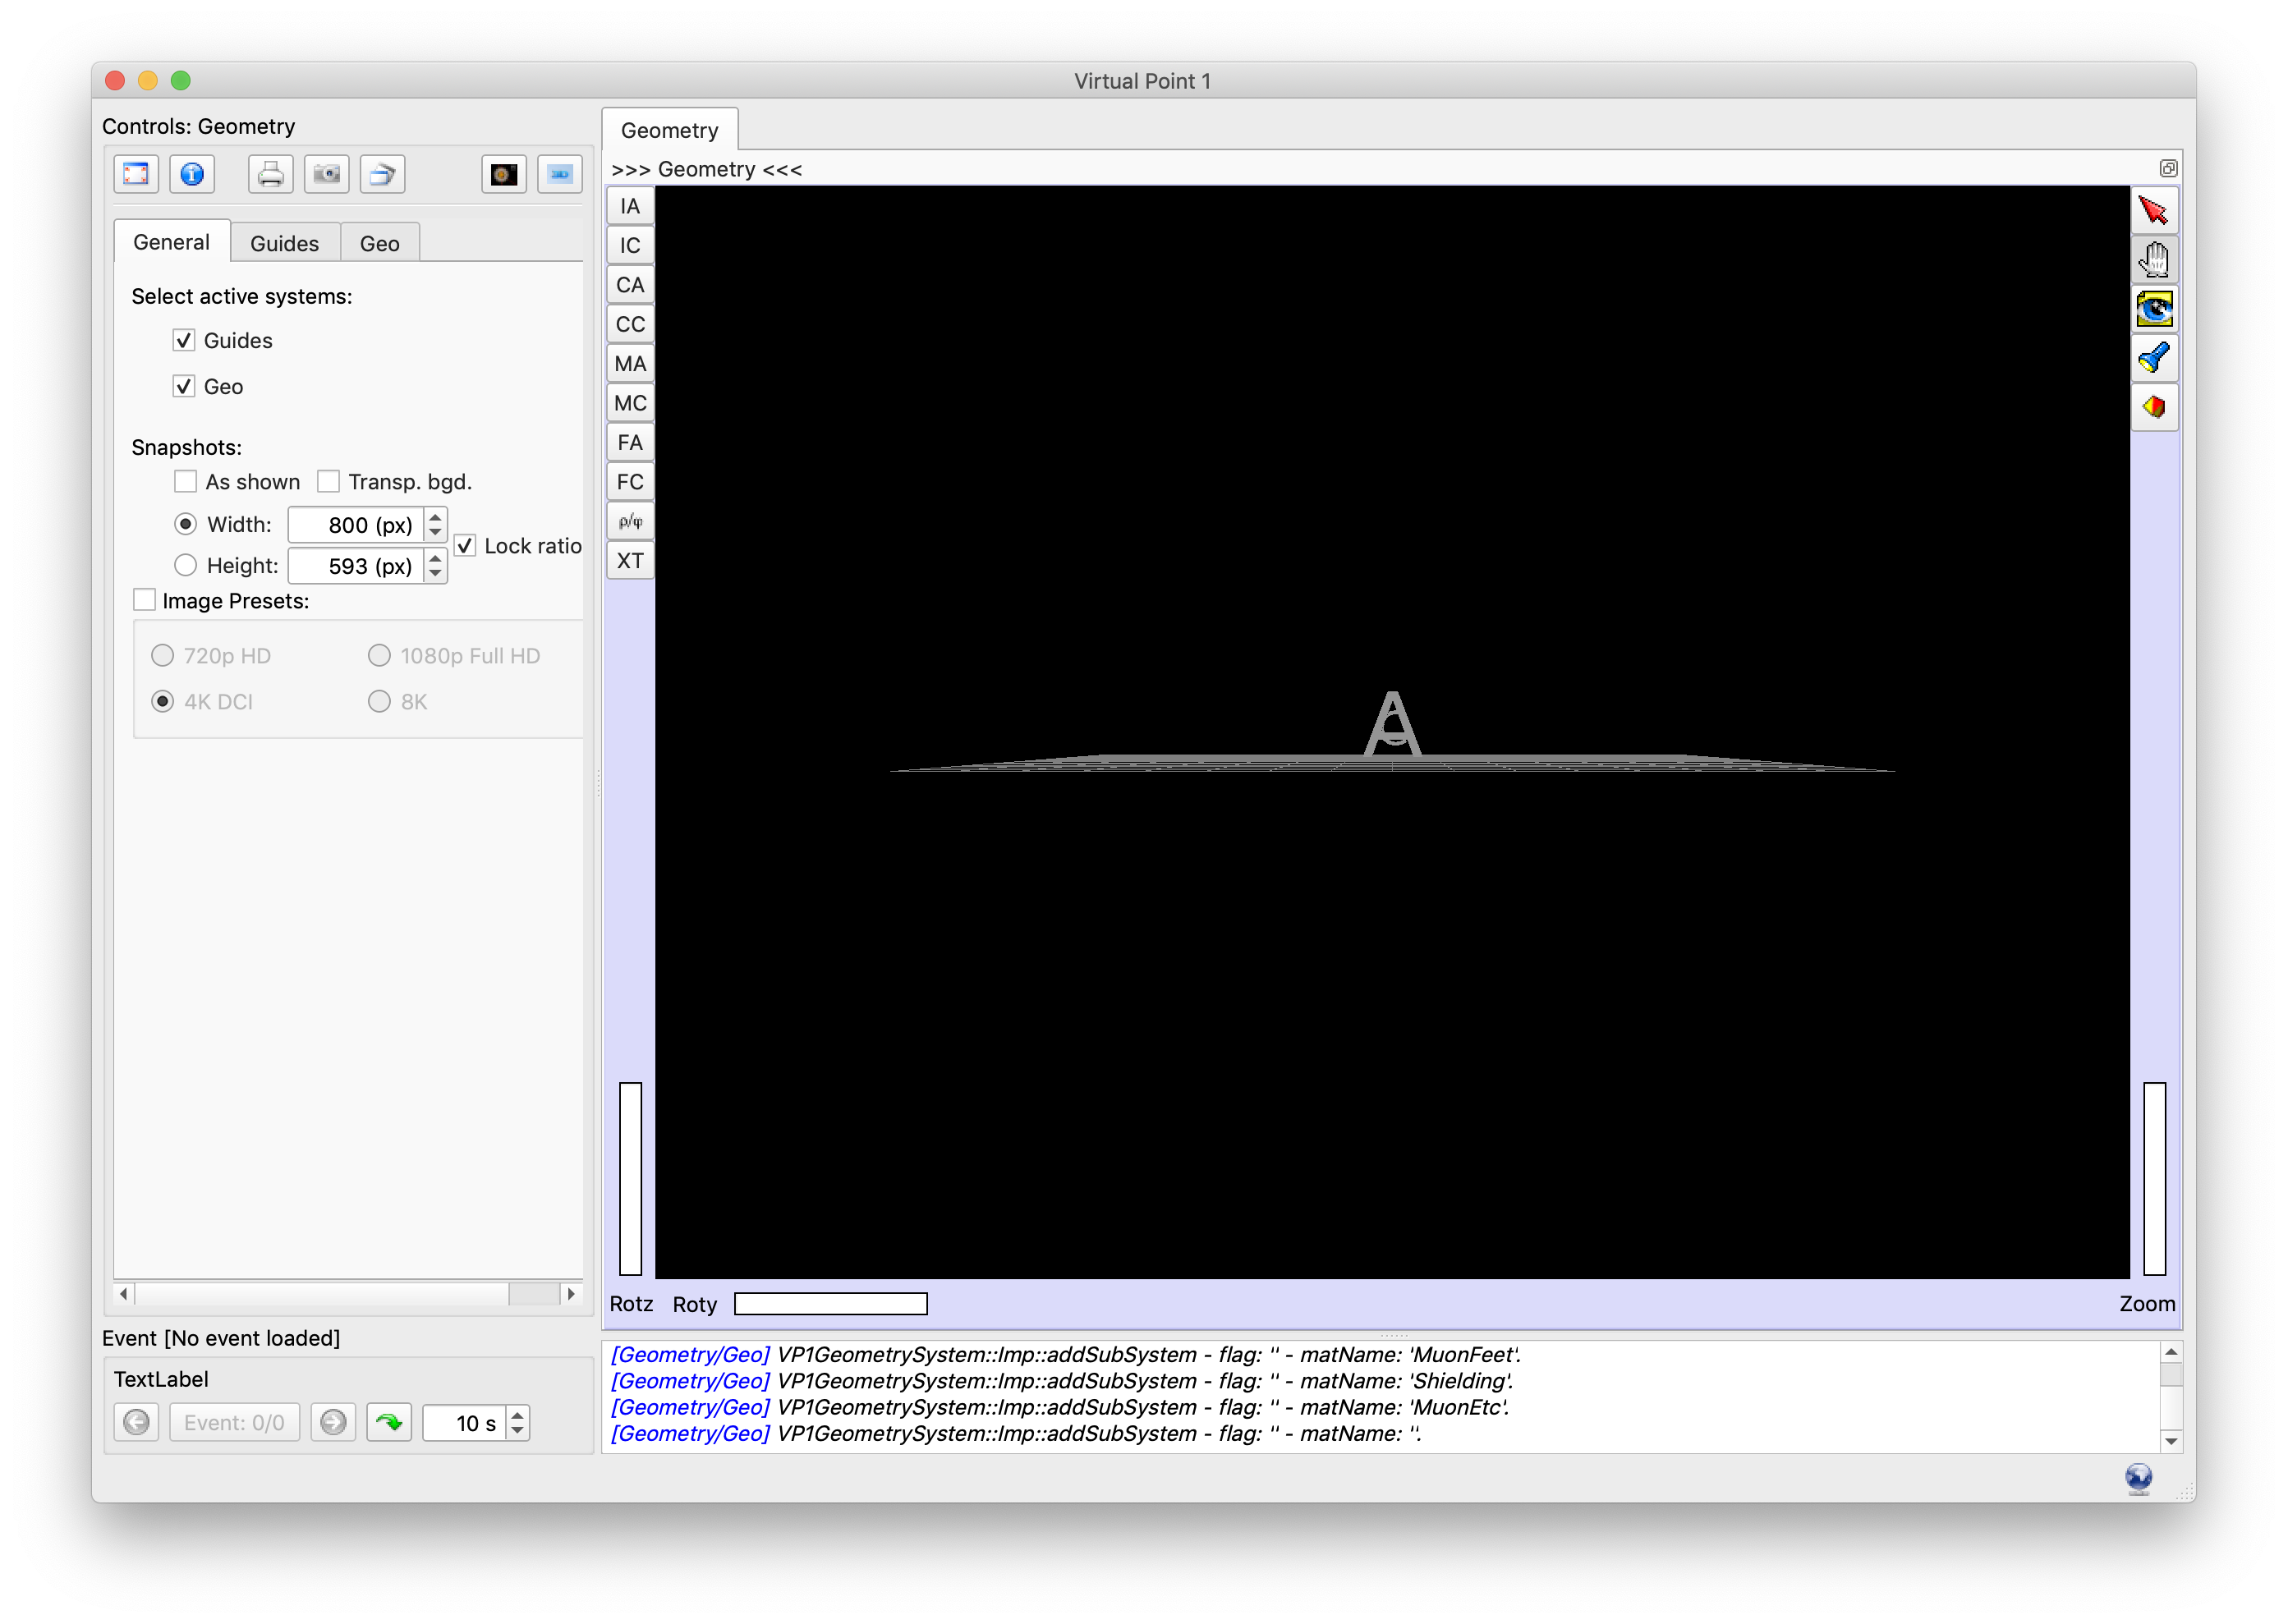 Virtual Point 1
Controls: Geometry
General
Guides
Geo
Select active systems:
Guides
Geo
Snapshots:
As shown
Transp. bgd.
Width:
800 (px)
Height:
593 (px)
Lock ratio
Image Presets:
720p HD
1080p Full HD
4K DCI
8K
Event [No event loaded]
TextLabel
Event: 0/0
10 s
Geometry
>>> Geometry <<<
IA
IC
CA
CC
MA
MC
FA
FC
ρ/φ
XT
A
Rotz
Roty
Zoom
[Geometry/Geo] VP1GeometrySystem::Imp::addSubSystem - flag: '' - matName: 'MuonFeet'.
[Geometry/Geo] VP1GeometrySystem::Imp::addSubSystem - flag: '' - matName: 'Shielding'.
[Geometry/Geo] VP1GeometrySystem::Imp::addSubSystem - flag: '' - matName: 'MuonEtc'.
[Geometry/Geo] VP1GeometrySystem::Imp::addSubSystem - flag: '' - matName: ''.